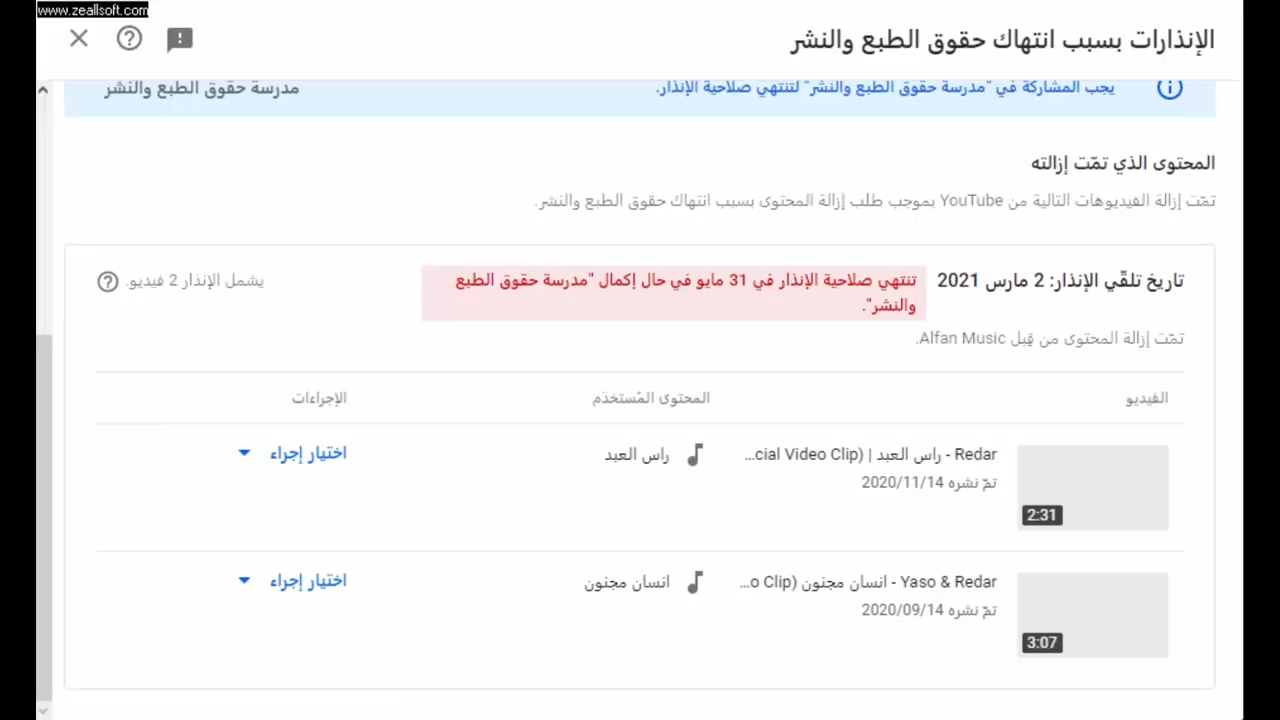 www.zeallsoft.com
الإنذارات بسبب انتهاك حقوق الطبع والنشر
يجب المشاركة في "مدرسة حقوق الطبع والنشر" لتنتهي صلاحية الإنذار.
مدرسة حقوق الطبع والنشر
المحتوى الذي تمّت إزالته
تمّت إزالة الفيديوهات التالية من YouTube بموجب طلب إزالة المحتوى بسبب انتهاك حقوق الطبع والنشر.
تاريخ تلقّي الإنذار: 2 مارس 2021
تنتهي صلاحية الإنذار في 31 مايو في حال إكمال "مدرسة حقوق الطبع
والنشر".
يشمل الإنذار 2 فيديو.
تمّت إزالة المحتوى من قِبل Alfan Music.
الفيديو
المحتوى المُستخدَم
الإجراءات
Redar - راس العبد | (cial Video Clip...
تمّ نشره 2020/11/14
2:31
راس العبد
اختيار إجراء
Yaso & Redar - انسان مجنون (o Clip...
تمّ نشره 2020/09/14
3:07
انسان مجنون
اختيار إجراء